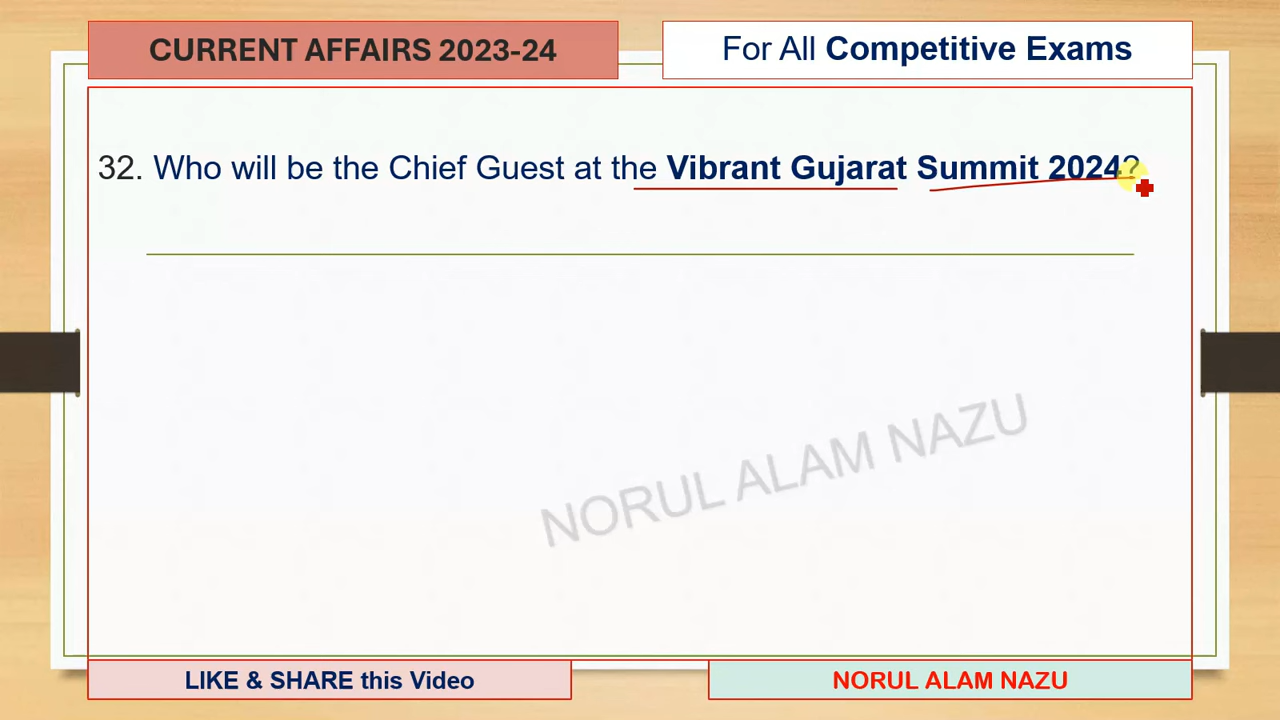 CURRENT AFFAIRS 2023-24
For All Competitive Exams
32. Who will be the Chief Guest at the Vibrant Gujarat Summit 2024?
NORUL ALAM NAZU
LIKE & SHARE this Video
NORUL ALAM NAZU